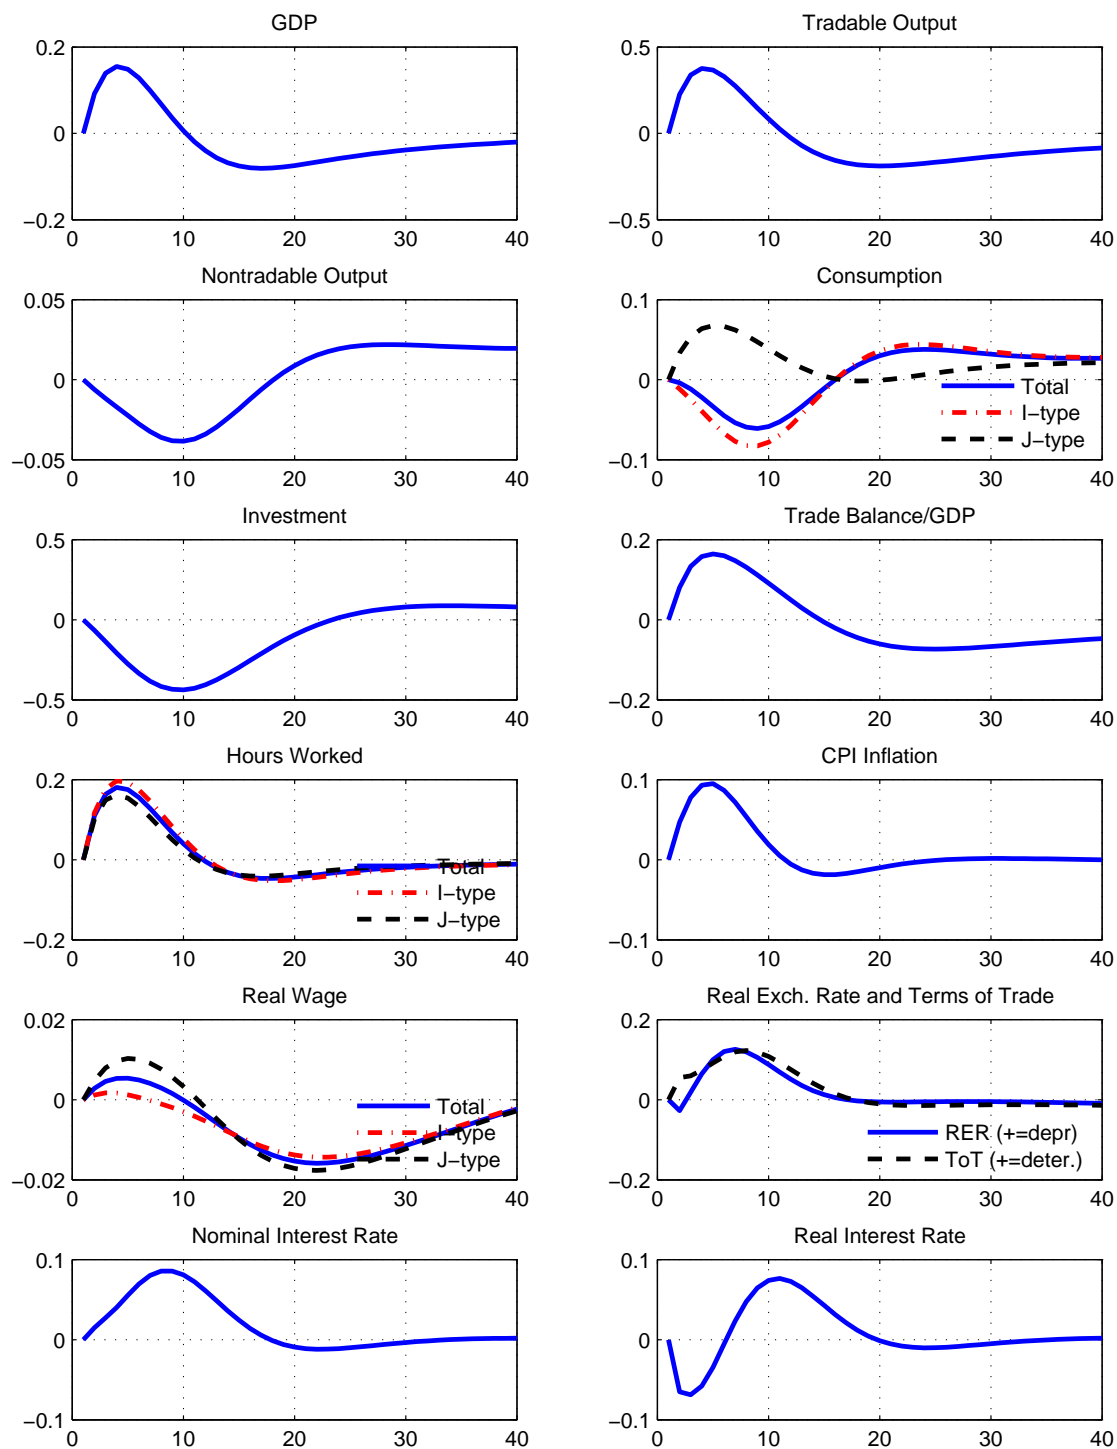 GDP
0.2
0
−0.2
0 10 20 30 40
Tradable Output
0.5
0
−0.5
0 10 20 30 40
Nontradable Output
0.05
0
−0.05
0 10 20 30 40
Consumption
0.1
0
−0.1
0 10 20 30 40
Total
I−type
J−type
Investment
0.5
0
−0.5
0 10 20 30 40
Trade Balance/GDP
0.2
0
−0.2
0 10 20 30 40
Hours Worked
0.2
0
−0.2
0 10 20 30 40
Total
I−type
J−type
CPI Inflation
0.1
0
−0.1
0 10 20 30 40
Real Wage
0.02
0
−0.02
0 10 20 30 40
Total
I−type
J−type
Real Exch. Rate and Terms of Trade
0.2
0
−0.2
0 10 20 30 40
RER (+=depr)
ToT (+=deter.)
Nominal Interest Rate
0.1
0
−0.1
0 10 20 30 40
Real Interest Rate
0.1
0
−0.1
0 10 20 30 40